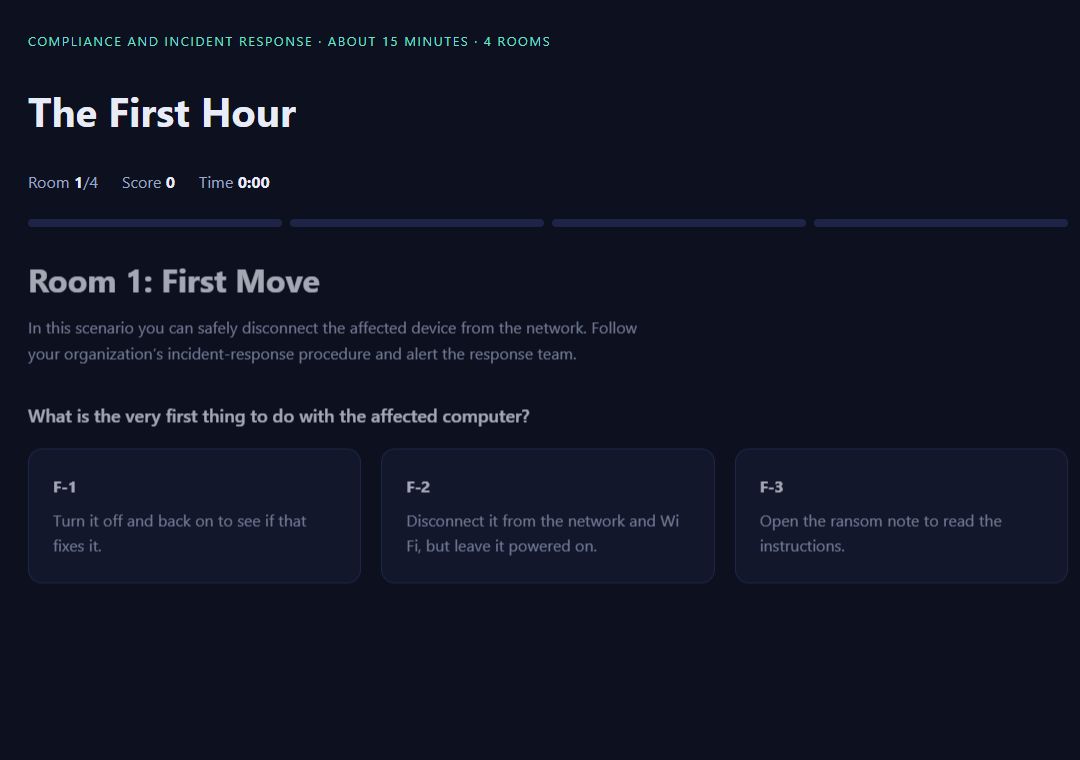 COMPLIANCE AND INCIDENT RESPONSE · ABOUT 15 MINUTES · 4 ROOMS
The First Hour
Room 1/4 Score 0 Time 0:00
Room 1: First Move
In this scenario you can safely disconnect the affected device from the network. Follow
your organization's incident-response procedure and alert the response team.
What is the very first thing to do with the affected computer?
F-1
Turn it off and back on to see if that
fixes it.
F-2
Disconnect it from the network and Wi
Fi, but leave it powered on.
F-3
Open the ransom note to read the
instructions.